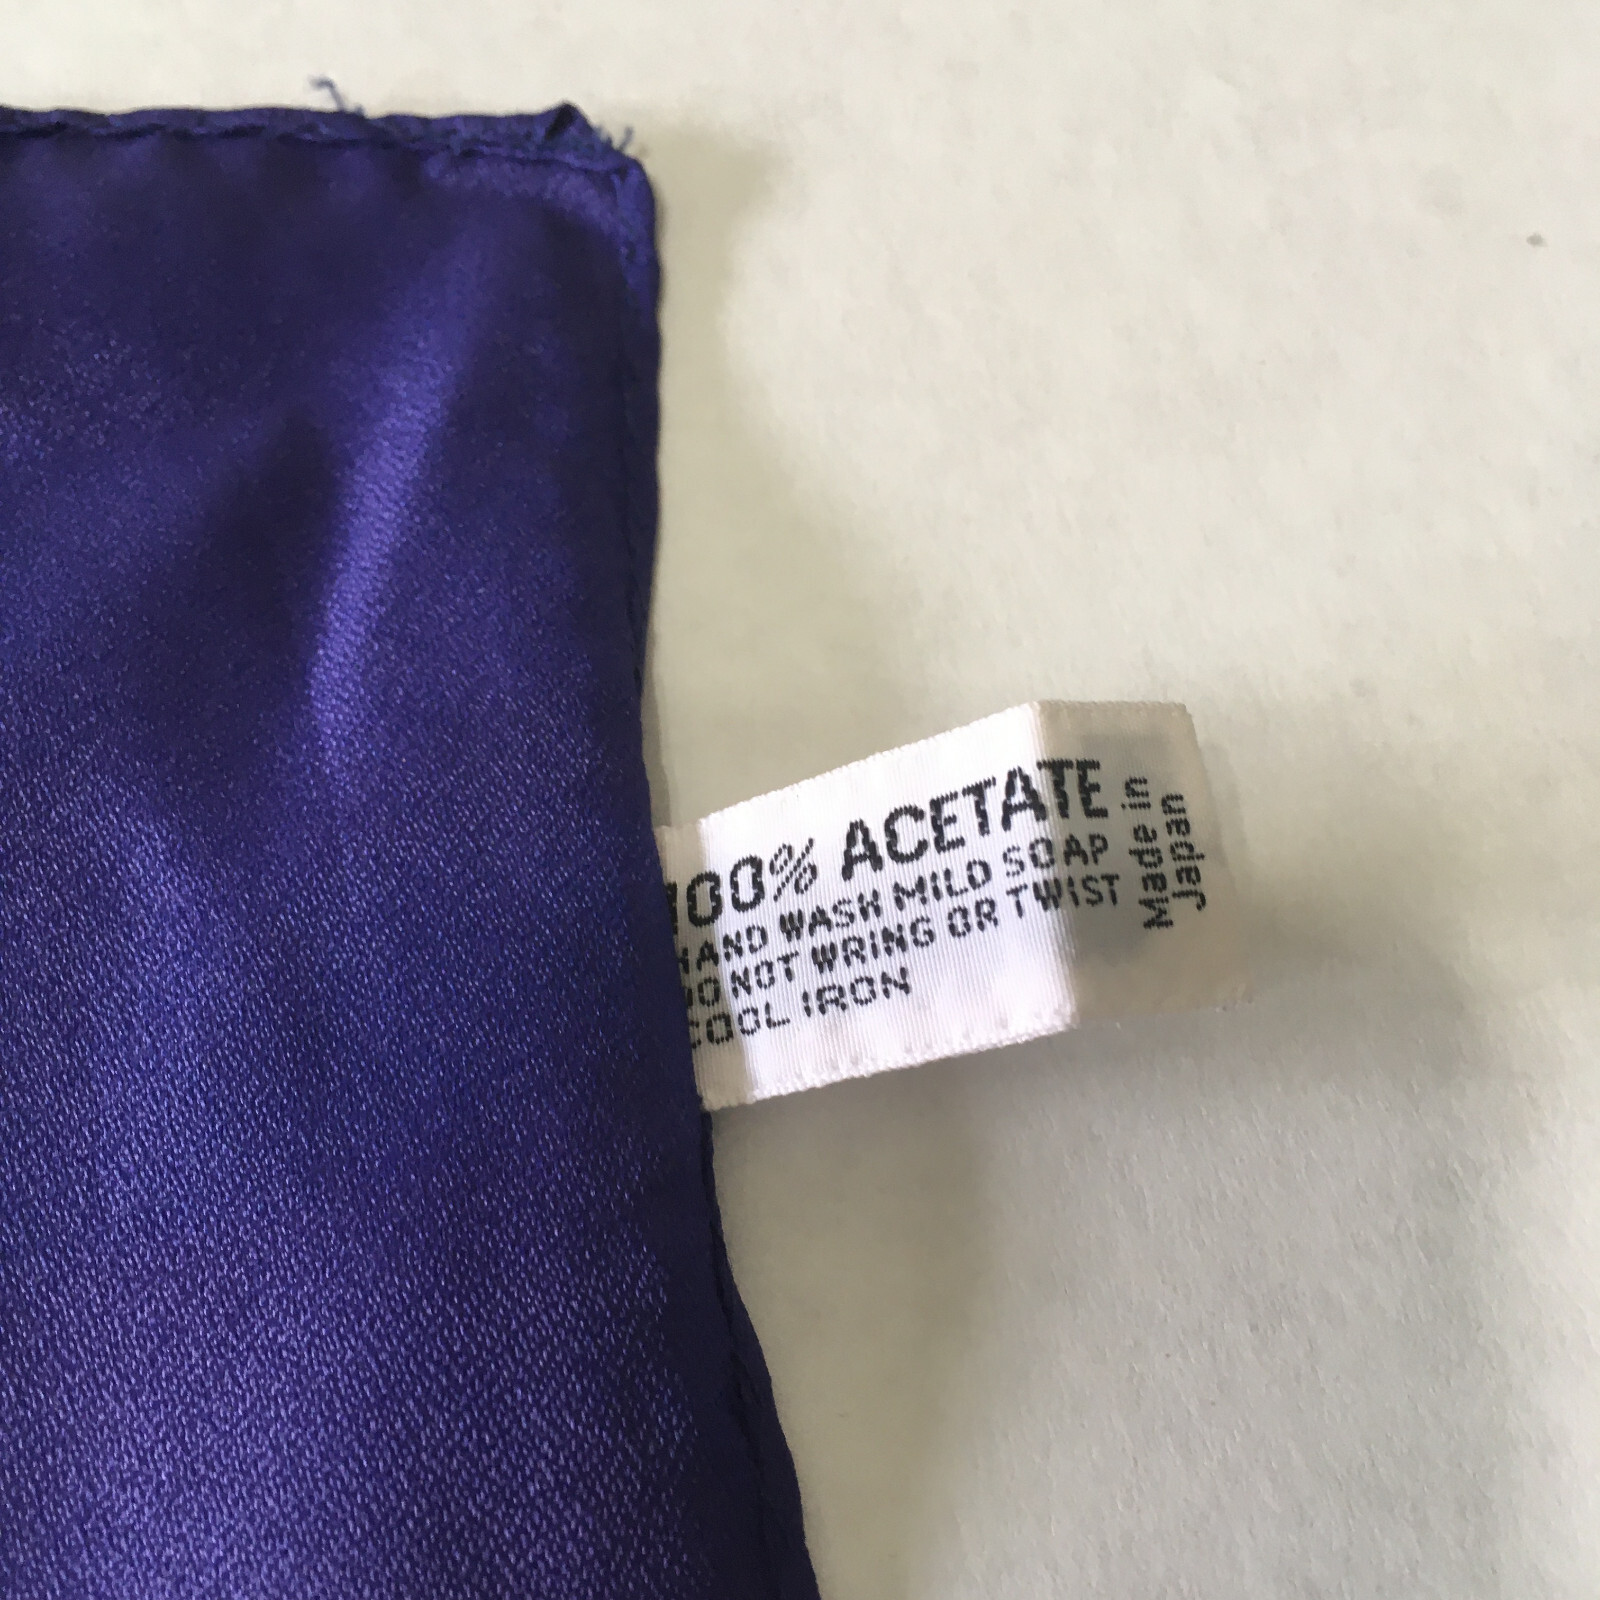 100% ACETATE
HAND WASH MILD SOAP
DO NOT WRING OR TWIST
COOL IRON
Made in
Japan